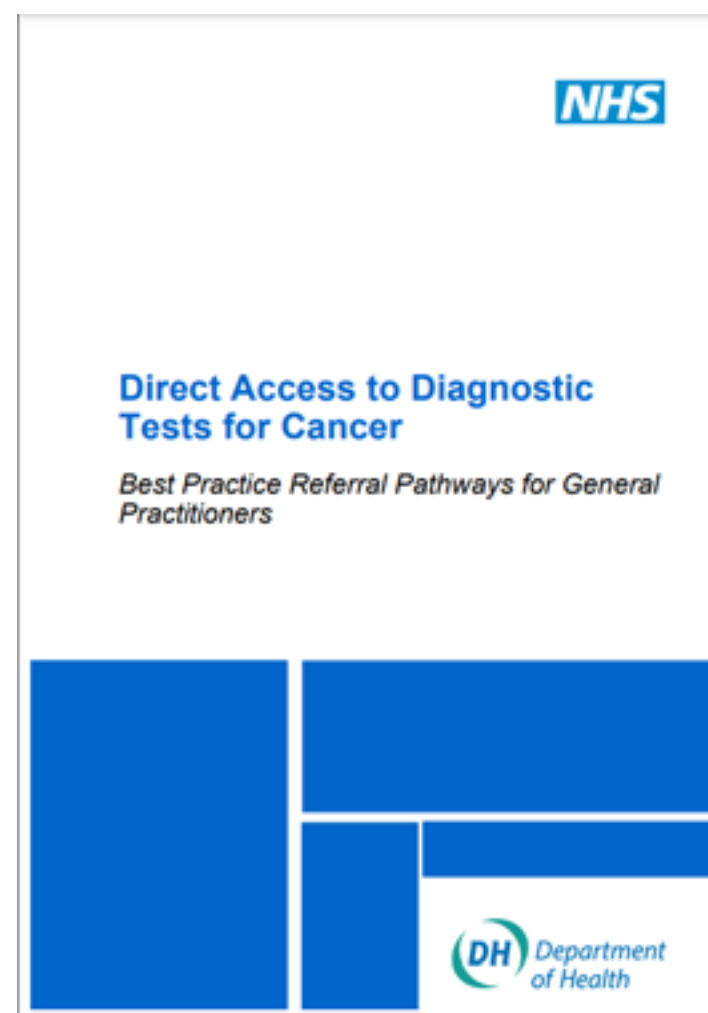 NHS
Direct Access to Diagnostic
Tests for Cancer
Best Practice Referral Pathways for General
Practitioners
DH Department
of Health